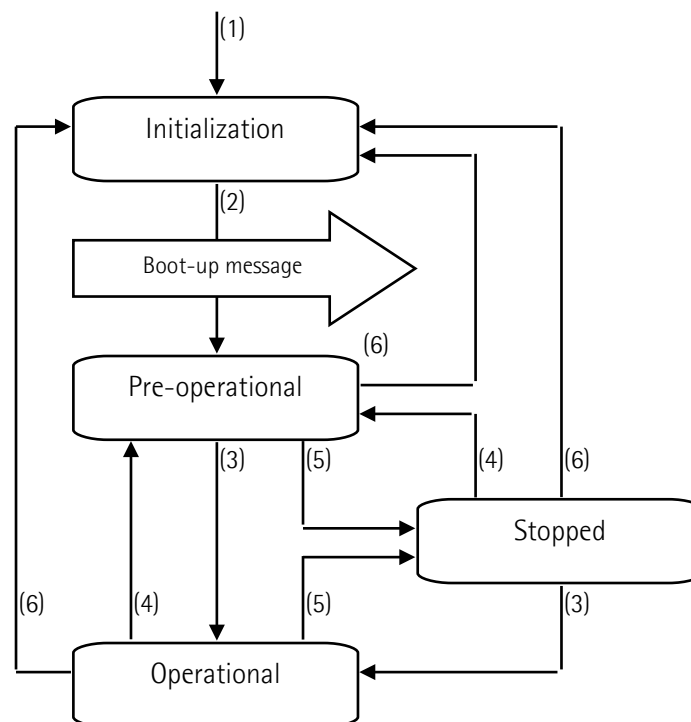 (1)
Initialization
(2)
Boot-up message
(6)
Pre-operational
(3)
(5)
(4)
(6)
Stopped
(6)
(4)
(5)
(3)
Operational